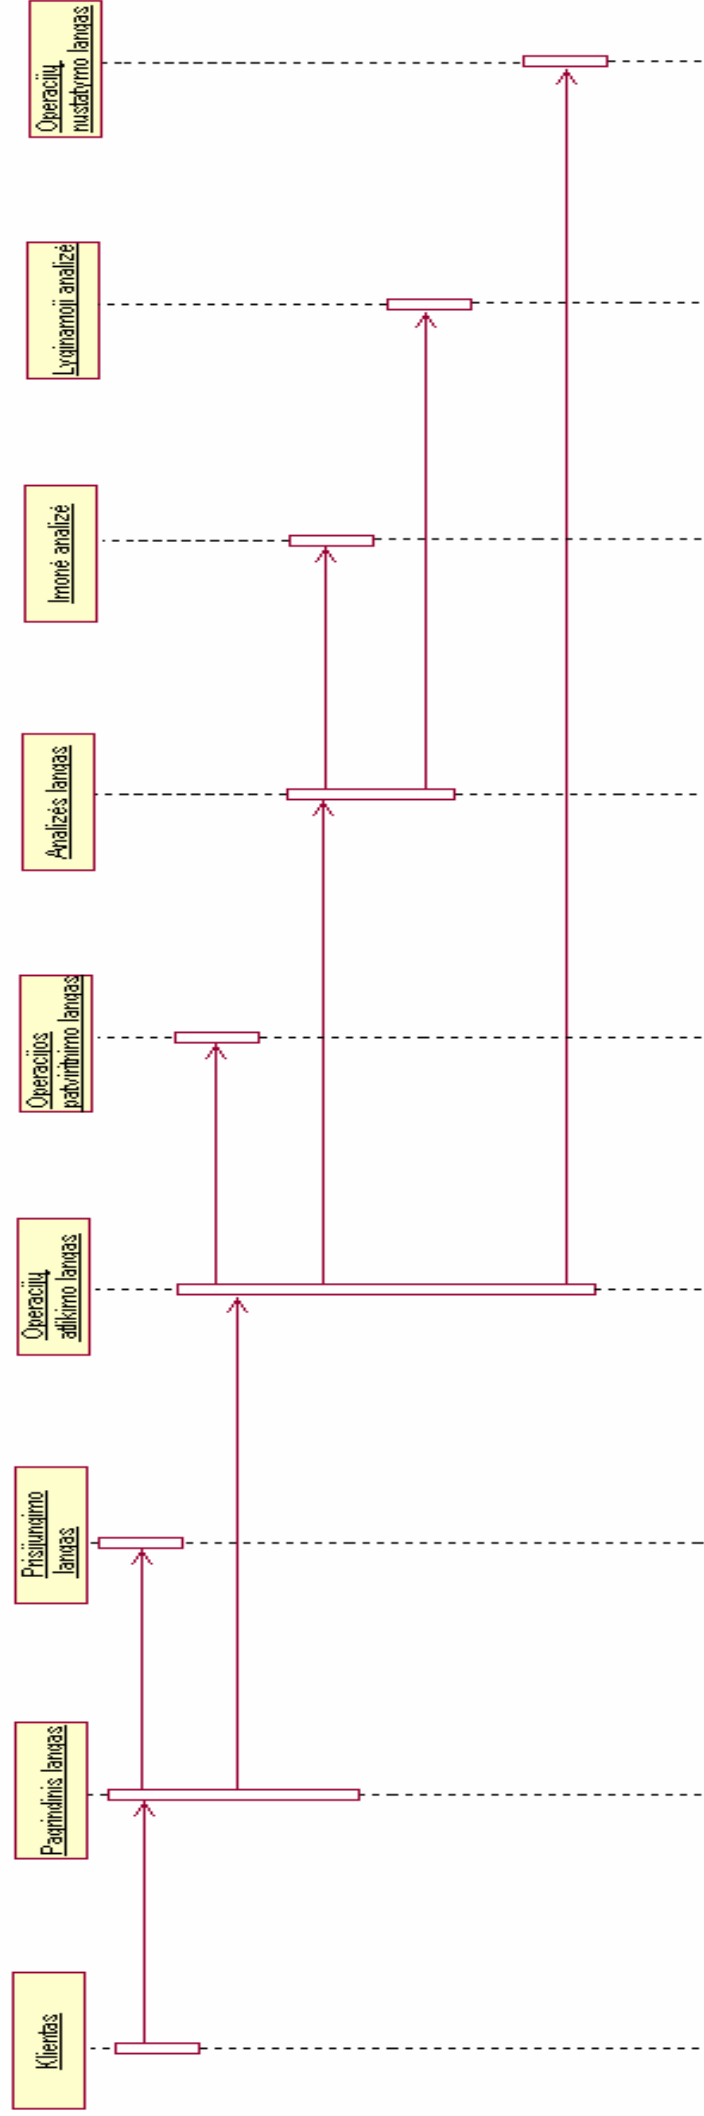 Klientas
Pagrindinis langas
Prisijungimo
langas
Operacijų
atlikimo langas
Operacijos
patvirtinimo langas
Analizės langas
Imonė analizė
Lyginamoji analizė
Operacijų
nustatymo langas